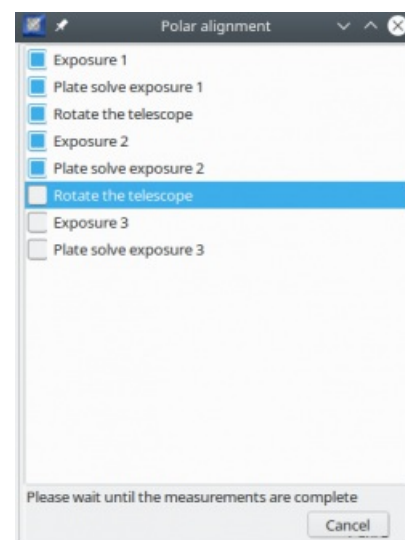 Polar alignment
Exposure 1
Plate solve exposure 1
Rotate the telescope
Exposure 2
Plate solve exposure 2
Rotate the telescope
Exposure 3
Plate solve exposure 3
Please wait until the measurements are complete
Cancel